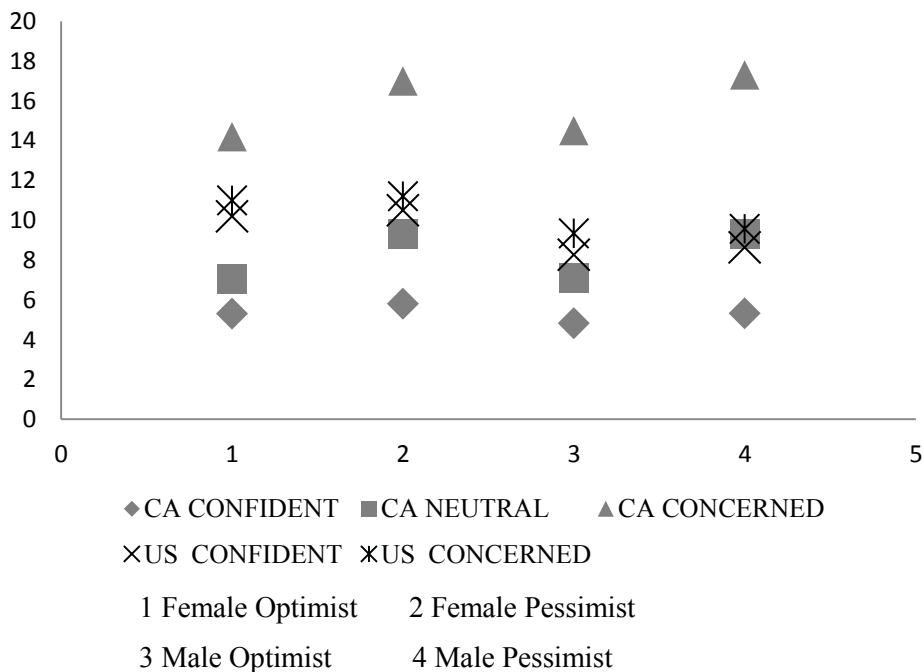 20
18
16
14
12
10
8
6
4
2
0
0 1 2 3 4 5
CA CONFIDENT CA NEUTRAL CA CONCERNED
US CONFIDENT US CONCERNED
1 Female Optimist 2 Female Pessimist
3 Male Optimist 4 Male Pessimist